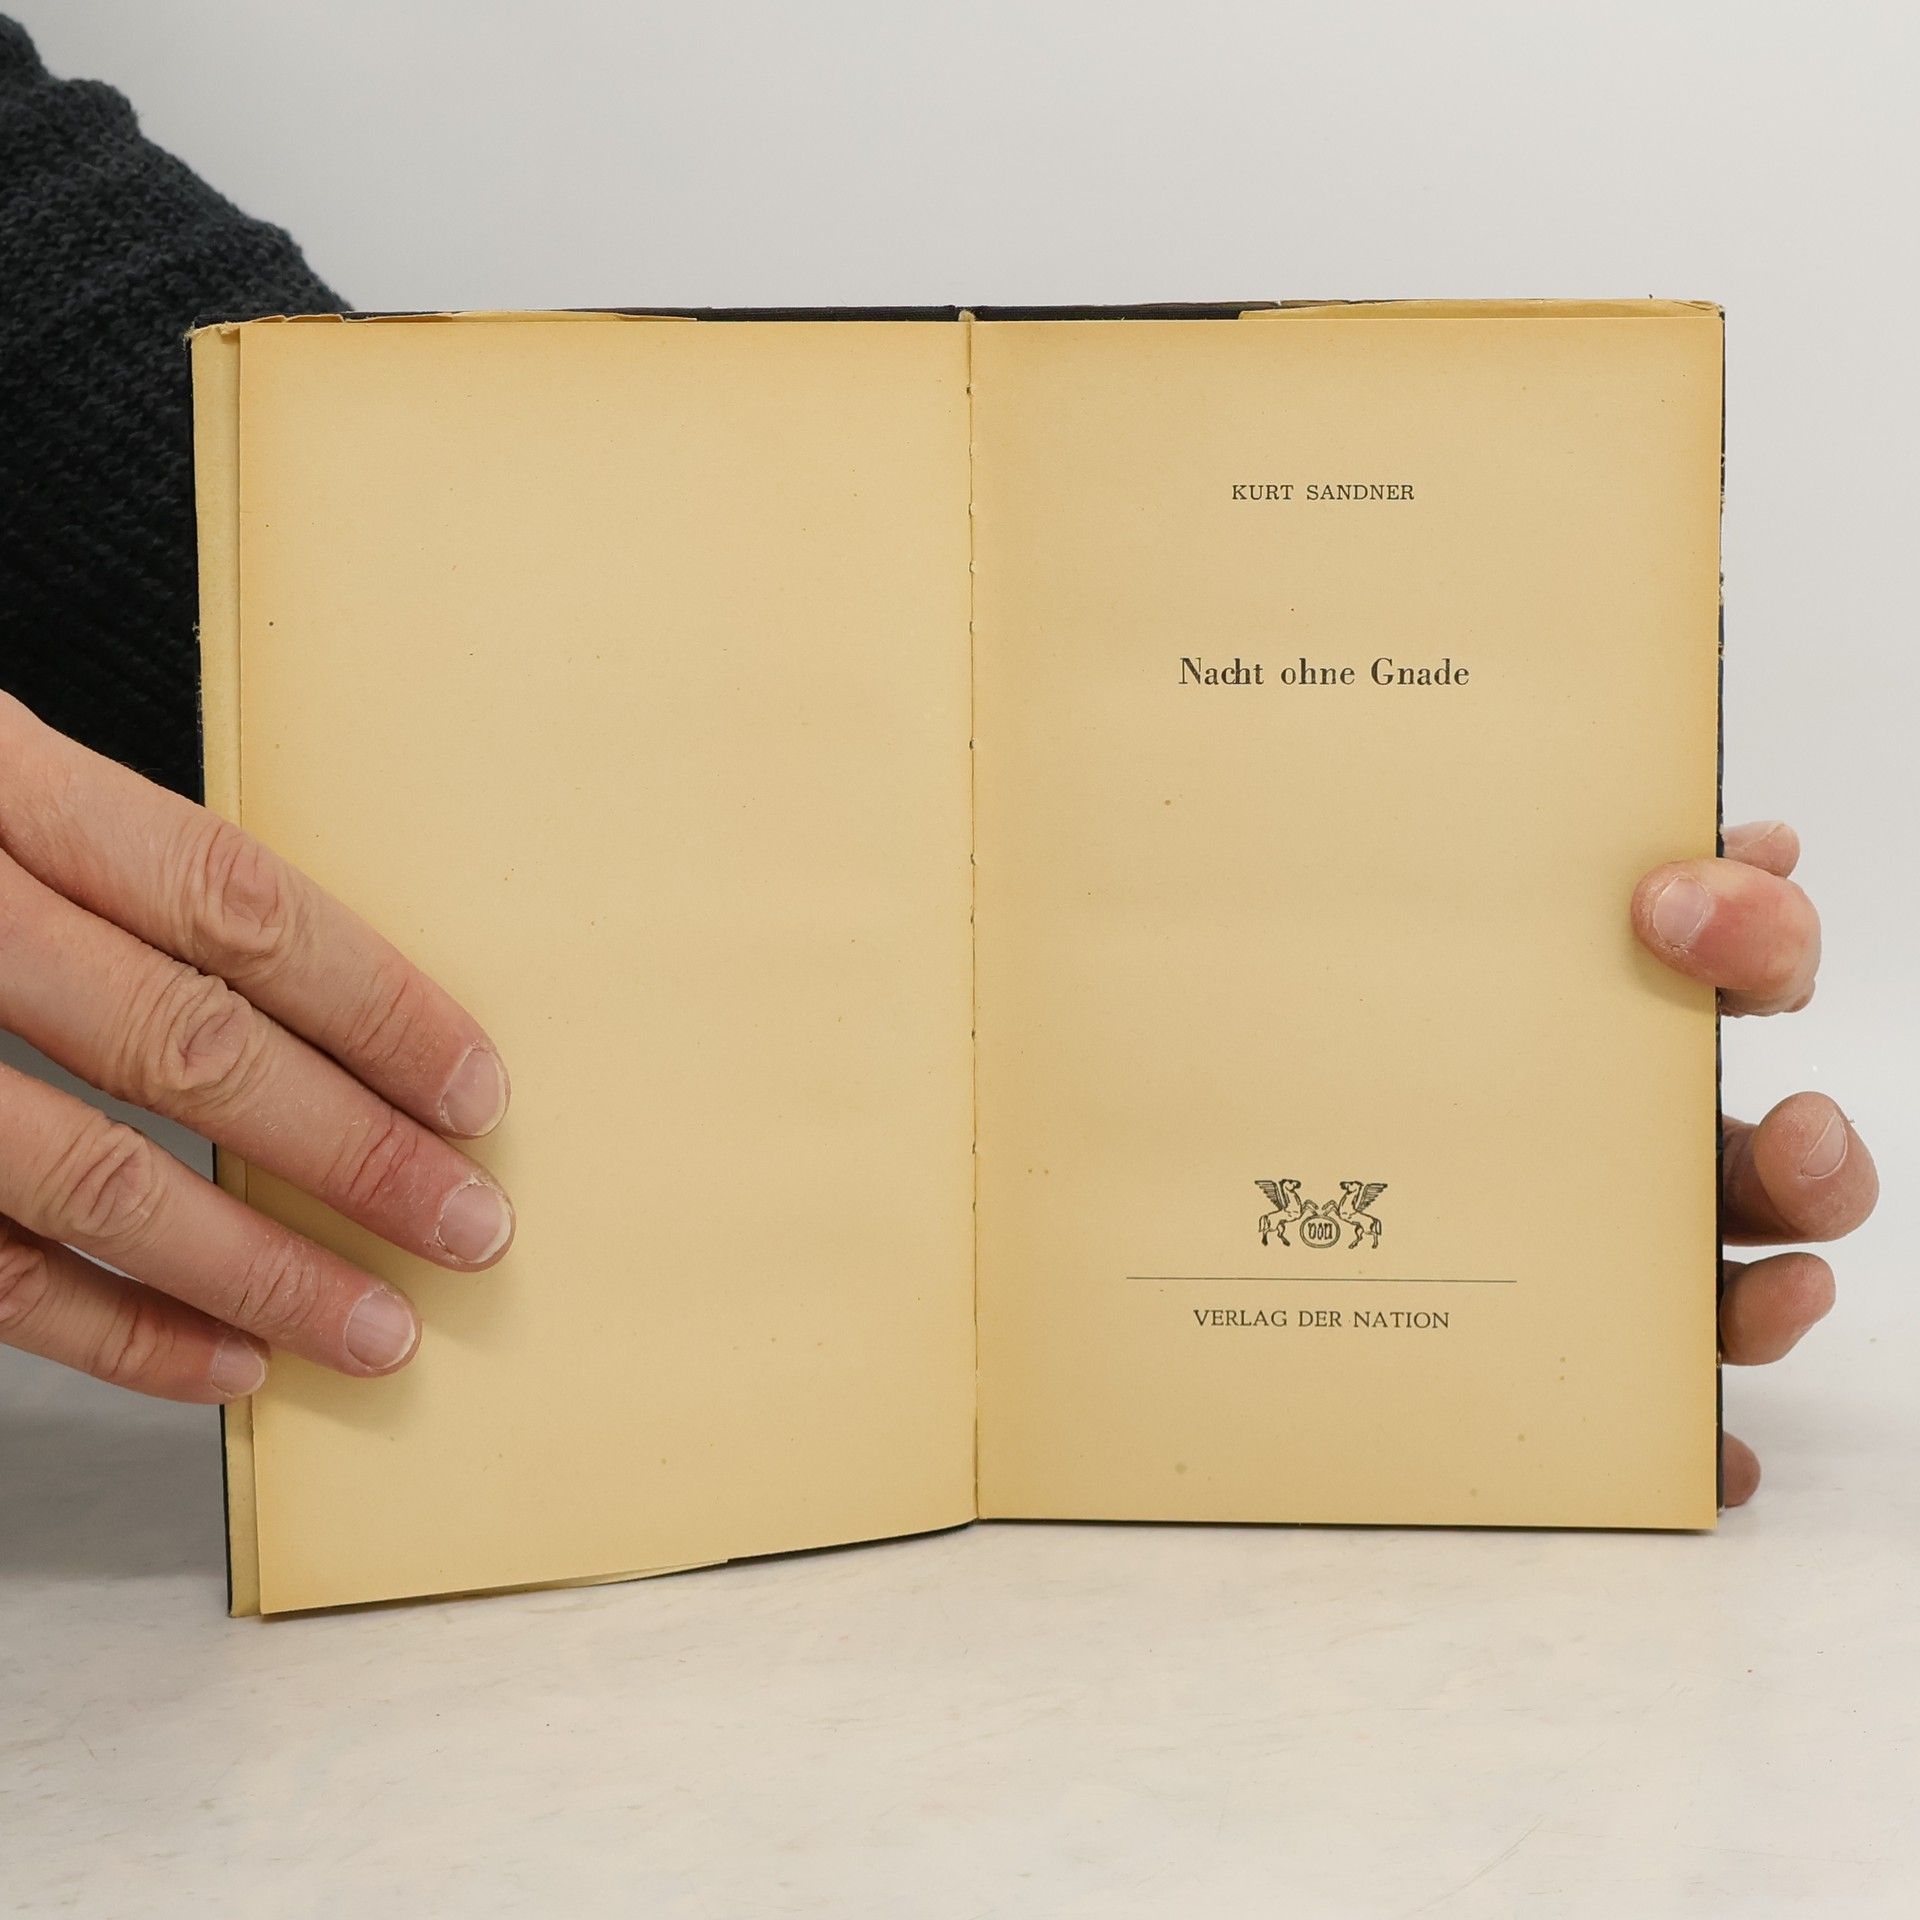 KURT SANDNER
Nacht ohne Gnade
VERLAG DER NATION